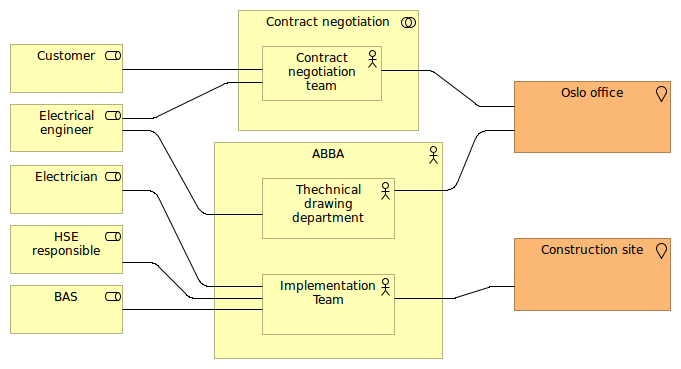 Customer
Electrical
engineer
Electrician
HSE
responsible
BAS
Contract negotiation
Contract
negotiation
team
ABBA
Thechnical
drawing
department
Implementation
Team
Oslo office
Construction site